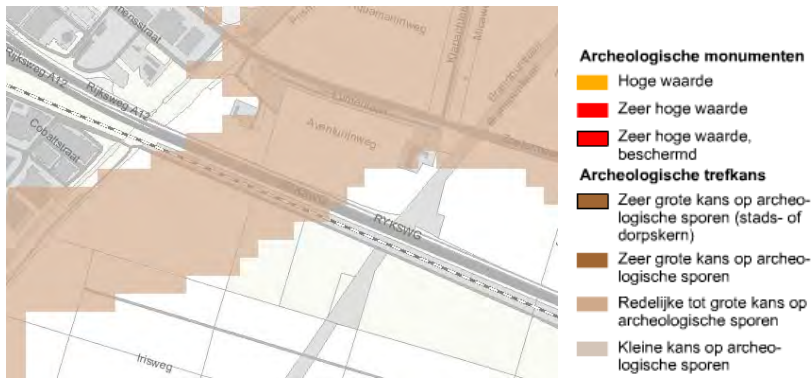 Aventurijnweg
Rijksweg A12
Rijksweg A12
Cobaltstraat
RYKSWG
Irisweg
Archeologische monumenten
Hoge waarde
Zeer hoge waarde
Zeer hoge waarde,
beschermd
Archeologische trefkans
Zeer grote kans op archeo-
logische sporen (stads- of
dorpskern)
Zeer grote kans op archeo-
logische sporen
Redelijke tot grote kans op
archeologische sporen
Kleine kans op archeo-
logische sporen